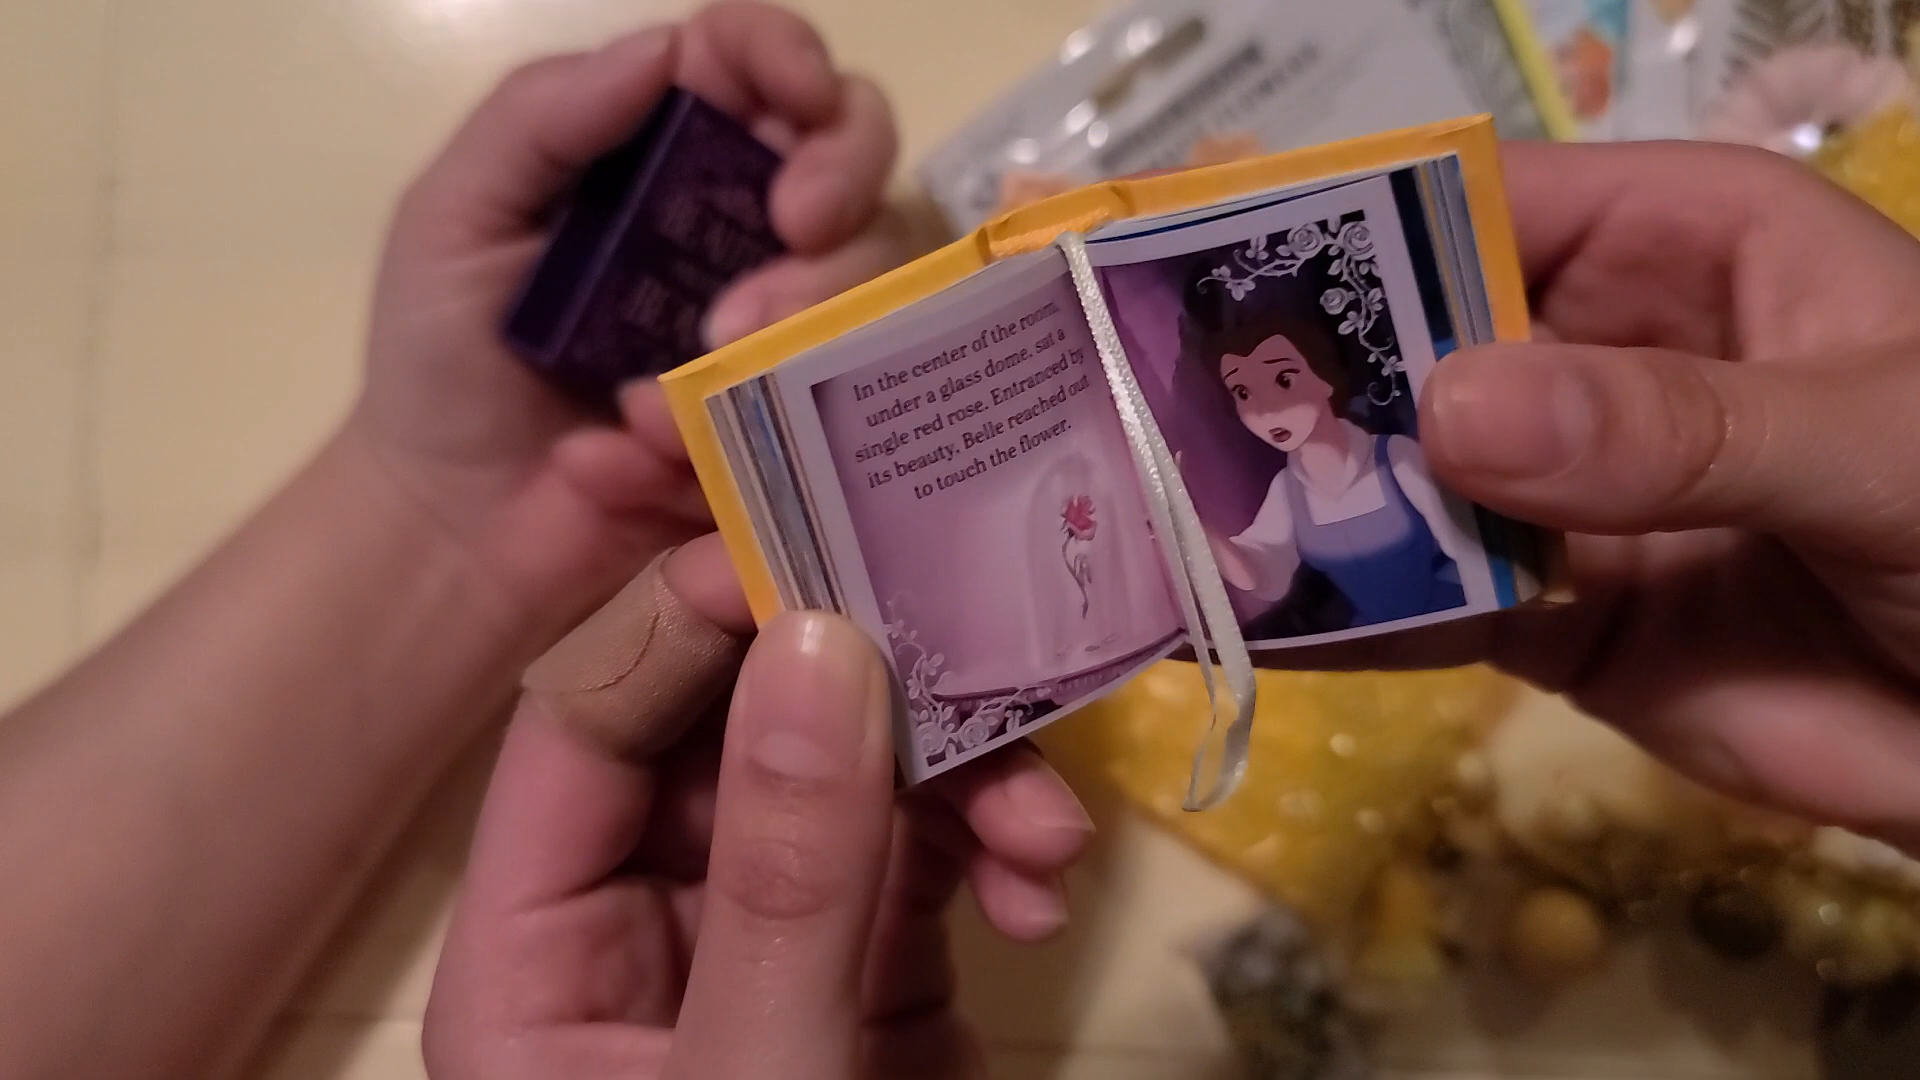 In the center of the room,
under a glass dome, sat a
single red rose. Entranced by
its beauty, Belle reached out
to touch the flower.